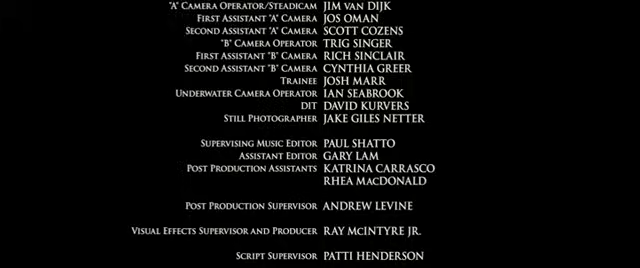 "A" Camera Operator/Steadicam JIM van DIJK
First Assistant "A" Camera JOS OMAN
Second Assistant "A" Camera SCOTT COZENS
"B" Camera Operator TRIG SINGER
First Assistant "B" Camera RICH SINCLAIR
Second Assistant "B" Camera CYNTHIA GREER
Trainee JOSH MARR
Underwater Camera Operator IAN SEABROOK
DIT DAVID KURVERS
Still Photographer JAKE GILES NETTER
Supervising Music Editor PAUL SHATTO
Assistant Editor GARY LAM
Post Production Assistants KATRINA CARRASCO
RHEA MacDONALD
Post Production Supervisor ANDREW LEVINE
Visual Effects Supervisor and Producer RAY McINTYRE JR.
Script Supervisor PATTI HENDERSON